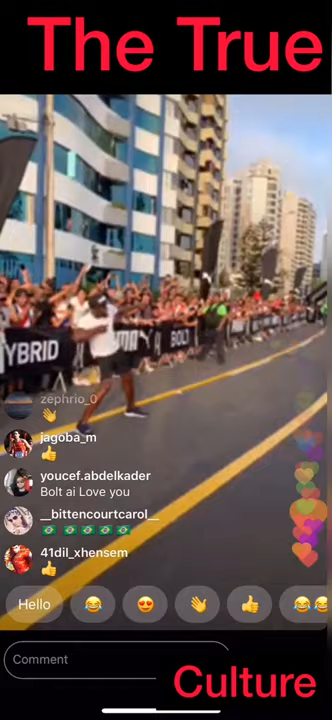 The True
YBRID
BOLT
zephrio_0
👋
jagoba_m
👍
youcef.abdelkader
Bolt ai Love you
__bittencourtcarol__
🇧🇷 🇧🇷 🇧🇷 🇧🇷 🇧🇷
41dil_xhensem
👍
Hello 😂 😍 👋 👍 😂😂
Comment
Culture